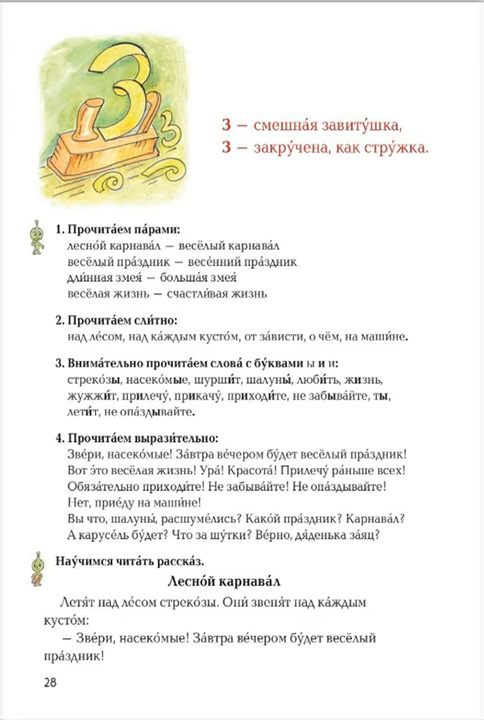 З
З
З — смешна́я завиту́шка,
З — закру́чена, как стру́жка.
1. Прочита́ем па́рами:
лесно́й карнава́л — весёлый карнава́л
весёлый пра́здник — весе́нний пра́здник
дли́нная змея́ — больша́я змея́
весёлая жизнь — счастли́вая жизнь
2. Прочита́ем сли́тно:
над ле́сом, над ка́ждым кусто́м, от за́висти, о чём, на маши́не.
3. Внима́тельно прочита́ем слова́ с бу́квами ы и и:
стреко́зы, насеко́мые, шурши́т, шалуны́, люби́ть, жизнь,
жужжи́т, прилечу́, прикачу́, приходи́те, не забыва́йте, ты,
лети́т, не опа́здывайте.
4. Прочита́ем вырази́тельно:
Зве́ри, насеко́мые! За́втра ве́чером бу́дет весёлый пра́здник!
Вот э́то весёлая жизнь! Ура́! Красота́! Прилечу́ ра́ньше всех!
Обяза́тельно приходи́те! Не забыва́йте! Не опа́здывайте!
Нет, прие́ду на маши́не!
Вы что, шалуны́, расшуме́лись? Како́й пра́здник? Карнава́л?
А карусе́ль бу́дет? Что за шу́тки? Ве́рно, дя́денька за́яц?
Нау́чимся чита́ть расска́з.
Лесно́й карнава́л
Летя́т над ле́сом стреко́зы. Они́ звеня́т над ка́ждым
кусто́м:
— Зве́ри, насеко́мые! За́втра ве́чером бу́дет весёлый
пра́здник!
28